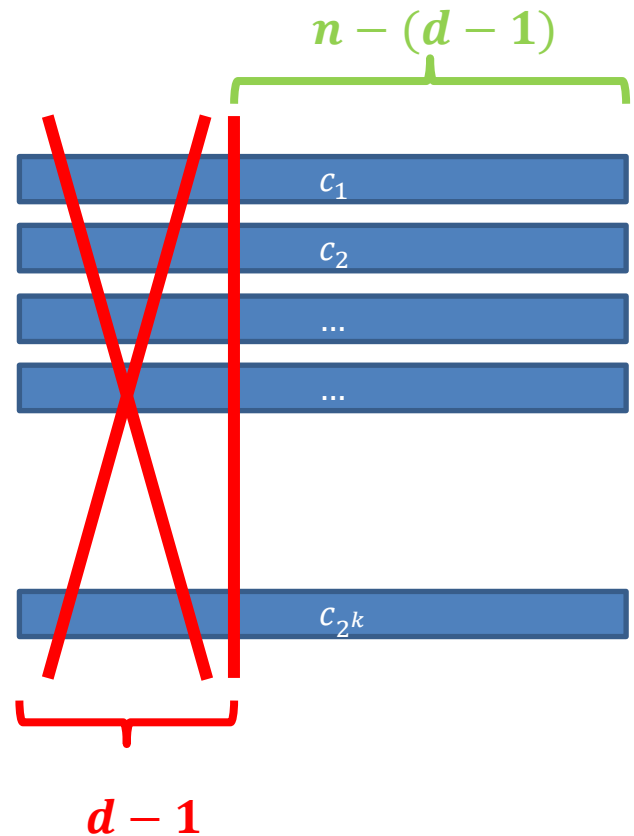 n − (d − 1)
c₁
c₂
...
...
c₂ᵏ
d − 1